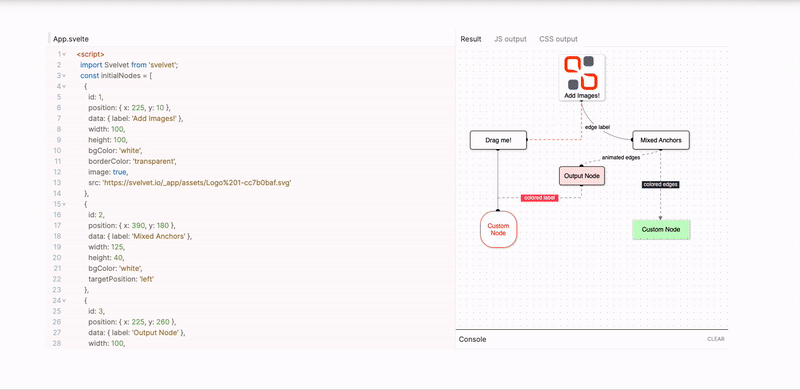 App.svelte
1 <script>
2 import Svelvet from 'svelvet';
3 const initialNodes = [
4 {
5 id: 1,
6 position: { x: 225, y: 10 },
7 data: { label: 'Add Images!' },
8 width: 100,
9 height: 100,
10 bgColor: 'white',
11 borderColor: 'transparent',
12 image: true,
13 src: 'https://svelvet.io/_app/assets/Logo%201-cc7b0baf.svg'
14 },
15 {
16 id: 2,
17 position: { x: 390, y: 180 },
18 data: { label: 'Mixed Anchors' },
19 width: 125,
20 height: 40,
21 bgColor: 'white',
22 targetPosition: 'left'
23 },
24 {
25 id: 3,
26 position: { x: 225, y: 260 },
27 data: { label: 'Output Node' },
28 width: 100,
Result JS output CSS output
Add Images!
edge label
Drag me!
Mixed Anchors
animated edges
Output Node
colored edges
colored label
Custom
Node
Custom Node
Console CLEAR